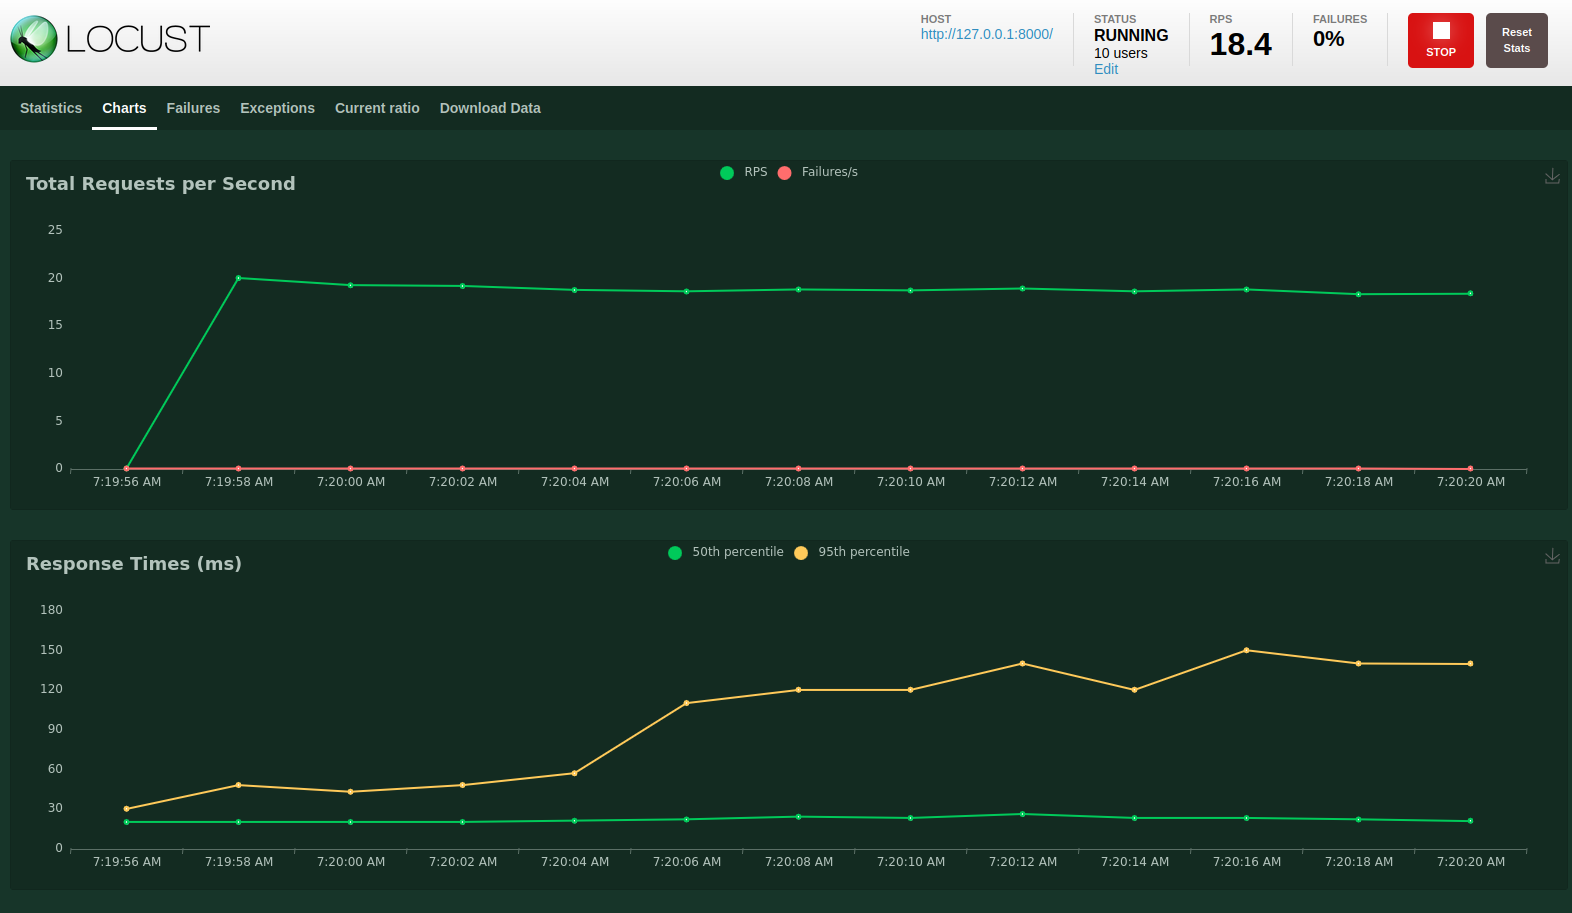 LOCUST
HOST
http://127.0.0.1:8000/
STATUS
RUNNING
10 users
Edit
RPS
18.4
FAILURES
0%
STOP
Reset
Stats
Statistics Charts Failures Exceptions Current ratio Download Data
Total Requests per Second
RPS Failures/s
25
20
15
10
5
0
7:19:56 AM 7:19:58 AM 7:20:00 AM 7:20:02 AM 7:20:04 AM 7:20:06 AM 7:20:08 AM 7:20:10 AM 7:20:12 AM 7:20:14 AM 7:20:16 AM 7:20:18 AM 7:20:20 AM
Response Times (ms)
50th percentile 95th percentile
180
150
120
90
60
30
0
7:19:56 AM 7:19:58 AM 7:20:00 AM 7:20:02 AM 7:20:04 AM 7:20:06 AM 7:20:08 AM 7:20:10 AM 7:20:12 AM 7:20:14 AM 7:20:16 AM 7:20:18 AM 7:20:20 AM